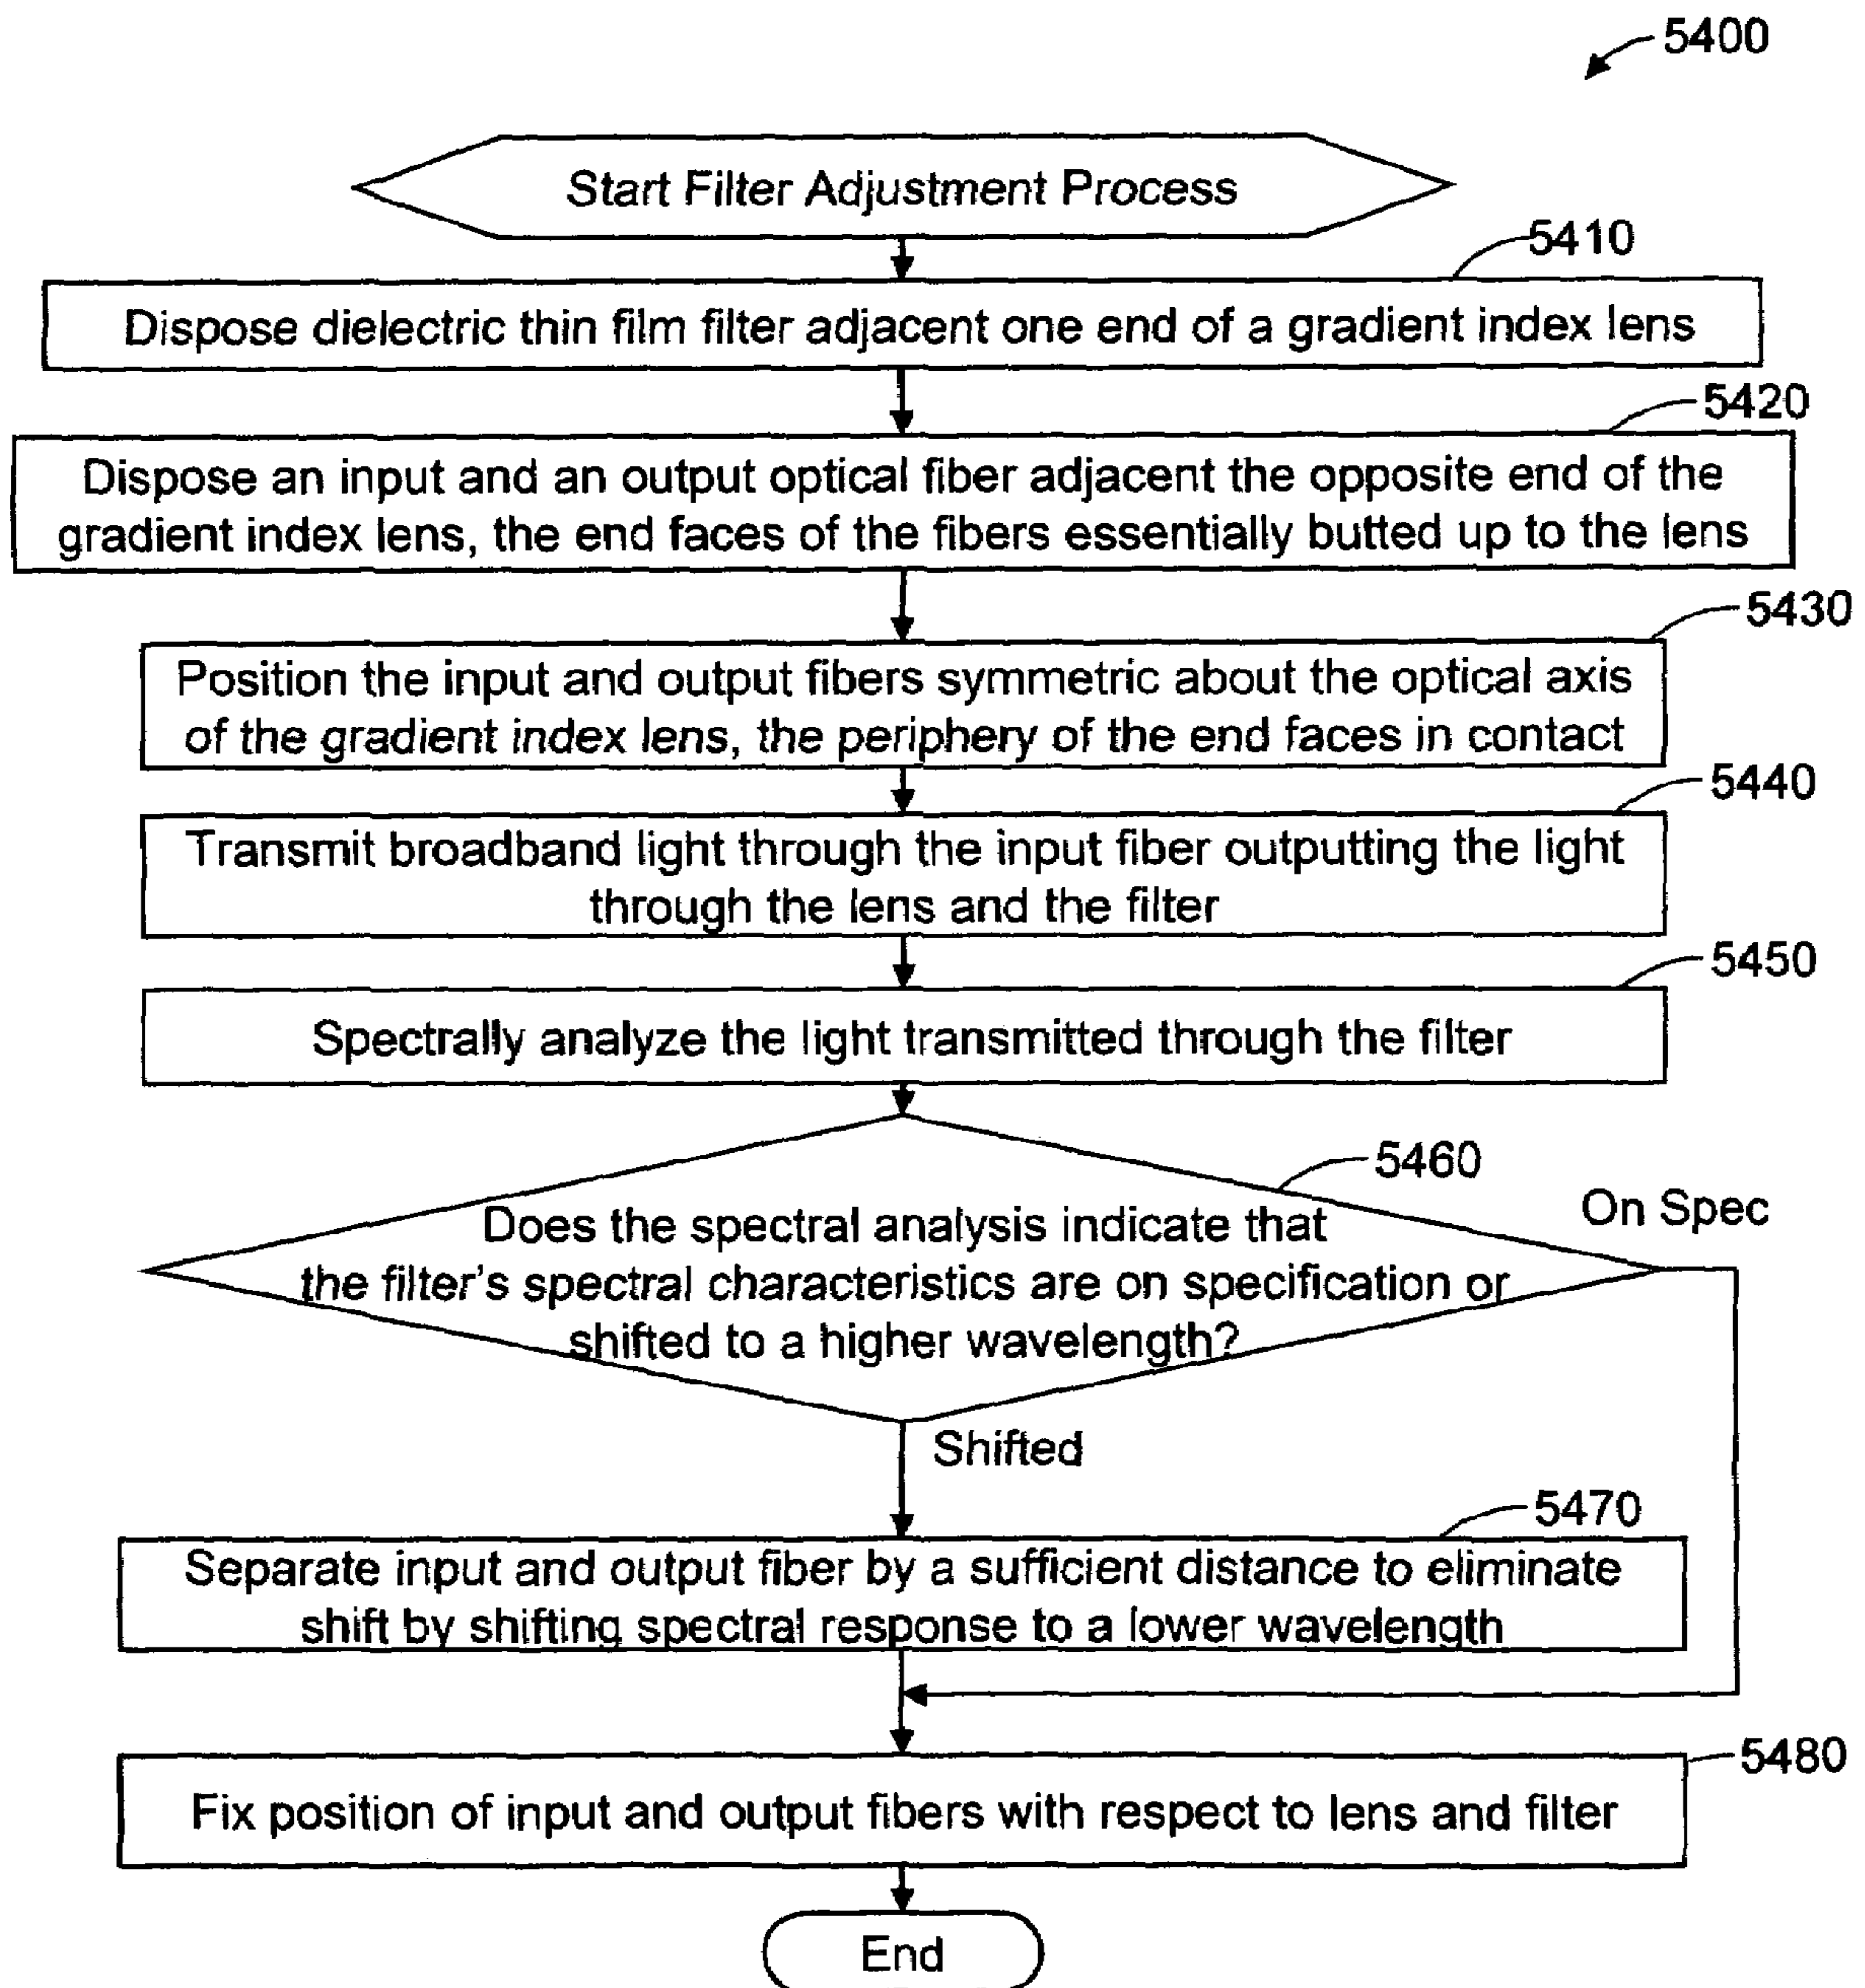 5400
Start Filter Adjustment Process
5410
Dispose dielectric thin film filter adjacent one end of a gradient index lens
5420
Dispose an input and an output optical fiber adjacent the opposite end of the
gradient index lens, the end faces of the fibers essentially butted up to the lens
5430
Position the input and output fibers symmetric about the optical axis
of the gradient index lens, the periphery of the end faces in contact
5440
Transmit broadband light through the input fiber outputting the light
through the lens and the filter
5450
Spectrally analyze the light transmitted through the filter
5460
On Spec
Does the spectral analysis indicate that
the filter's spectral characteristics are on specification or
shifted to a higher wavelength?
Shifted
5470
Separate input and output fiber by a sufficient distance to eliminate
shift by shifting spectral response to a lower wavelength
5480
Fix position of input and output fibers with respect to lens and filter
End